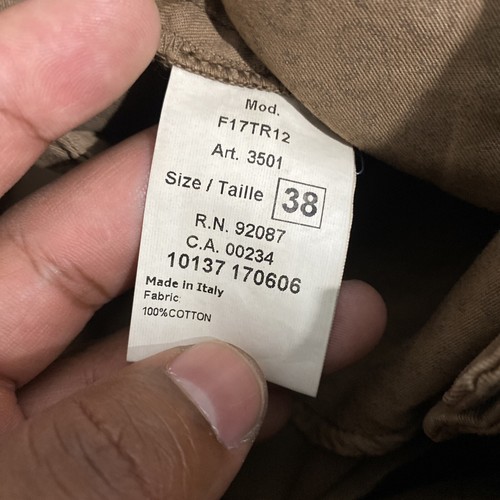 Mod.
F17TR12
Art. 3501
Size / Taille 38
R.N. 92087
C.A. 00234
10137 170606
Made in Italy
Fabric:
100%COTTON